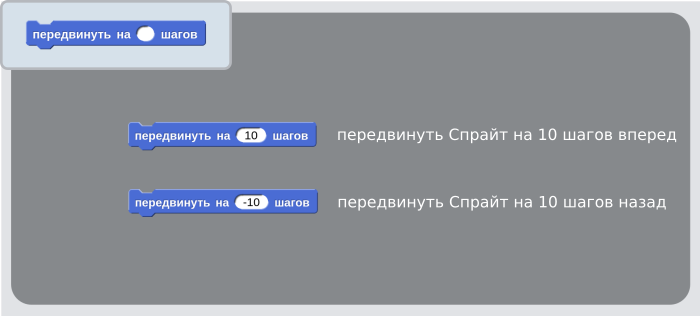 передвинуть на шагов
передвинуть на 10 шагов передвинуть Спрайт на 10 шагов вперед
передвинуть на -10 шагов передвинуть Спрайт на 10 шагов назад